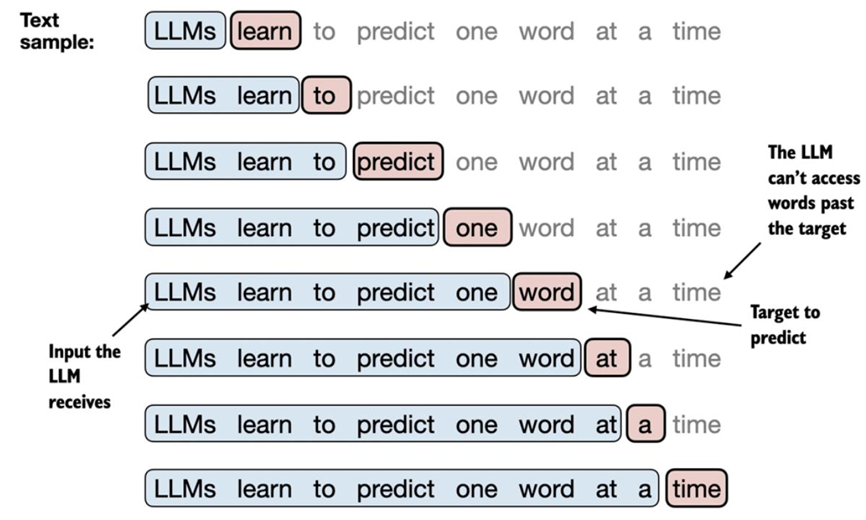 Text
sample:
LLMs learn to predict one word at a time
LLMs learn to predict one word at a time
LLMs learn to predict one word at a time
The LLM
can’t access
words past
the target
LLMs learn to predict one word at a time
LLMs learn to predict one word at a time
Target to
predict
Input the
LLM
receives
LLMs learn to predict one word at a time
LLMs learn to predict one word at a time
LLMs learn to predict one word at a time